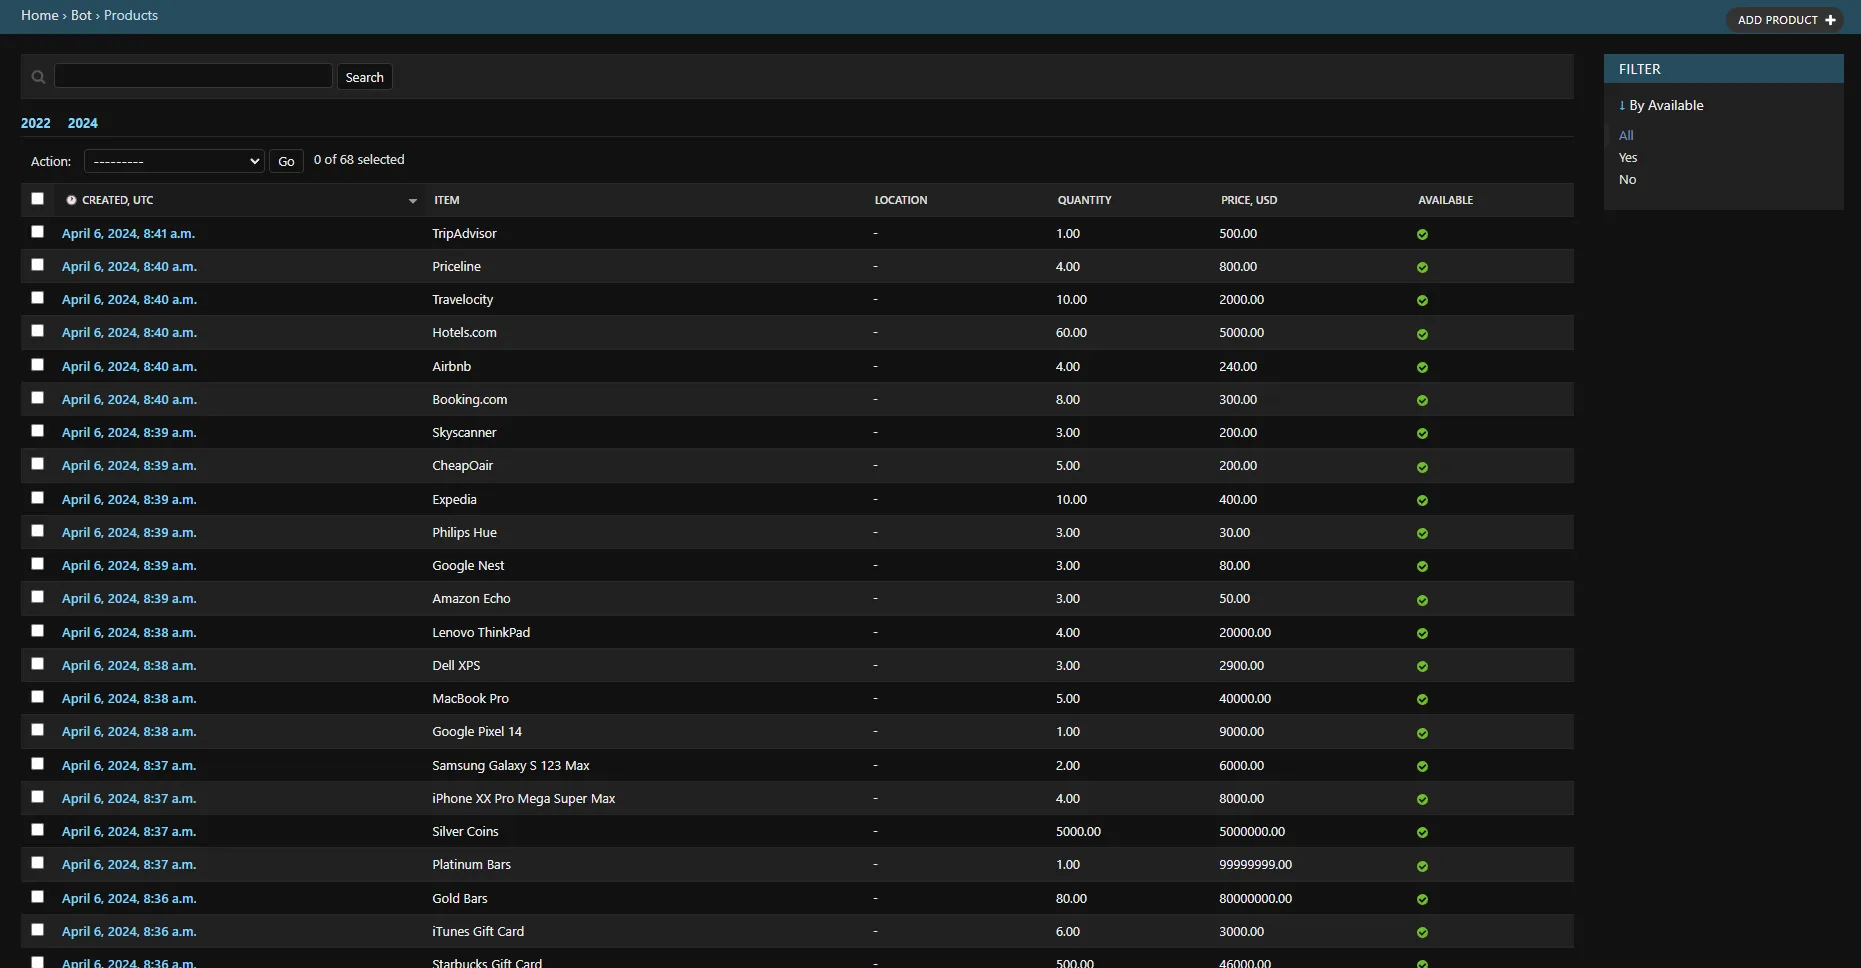 Home › Bot › Products
ADD PRODUCT +
Search
FILTER
↓ By Available
All
Yes
No
2022 2024
Action: --------- Go 0 of 68 selected
CREATED, UTC ITEM LOCATION QUANTITY PRICE, USD AVAILABLE
April 6, 2024, 8:41 a.m. TripAdvisor - 1.00 500.00
April 6, 2024, 8:40 a.m. Priceline - 4.00 800.00
April 6, 2024, 8:40 a.m. Travelocity - 10.00 2000.00
April 6, 2024, 8:40 a.m. Hotels.com - 60.00 5000.00
April 6, 2024, 8:40 a.m. Airbnb - 4.00 240.00
April 6, 2024, 8:40 a.m. Booking.com - 8.00 300.00
April 6, 2024, 8:39 a.m. Skyscanner - 3.00 200.00
April 6, 2024, 8:39 a.m. CheapOair - 5.00 200.00
April 6, 2024, 8:39 a.m. Expedia - 10.00 400.00
April 6, 2024, 8:39 a.m. Philips Hue - 3.00 30.00
April 6, 2024, 8:39 a.m. Google Nest - 3.00 80.00
April 6, 2024, 8:39 a.m. Amazon Echo - 3.00 50.00
April 6, 2024, 8:38 a.m. Lenovo ThinkPad - 4.00 20000.00
April 6, 2024, 8:38 a.m. Dell XPS - 3.00 2900.00
April 6, 2024, 8:38 a.m. MacBook Pro - 5.00 40000.00
April 6, 2024, 8:38 a.m. Google Pixel 14 - 1.00 9000.00
April 6, 2024, 8:37 a.m. Samsung Galaxy S 123 Max - 2.00 6000.00
April 6, 2024, 8:37 a.m. iPhone XX Pro Mega Super Max - 4.00 8000.00
April 6, 2024, 8:37 a.m. Silver Coins - 5000.00 5000000.00
April 6, 2024, 8:37 a.m. Platinum Bars - 1.00 99999999.00
April 6, 2024, 8:36 a.m. Gold Bars - 80.00 80000000.00
April 6, 2024, 8:36 a.m. iTunes Gift Card - 6.00 3000.00
April 6, 2024, 8:36 a.m. Starbucks Gift Card - 500.00 46000.00